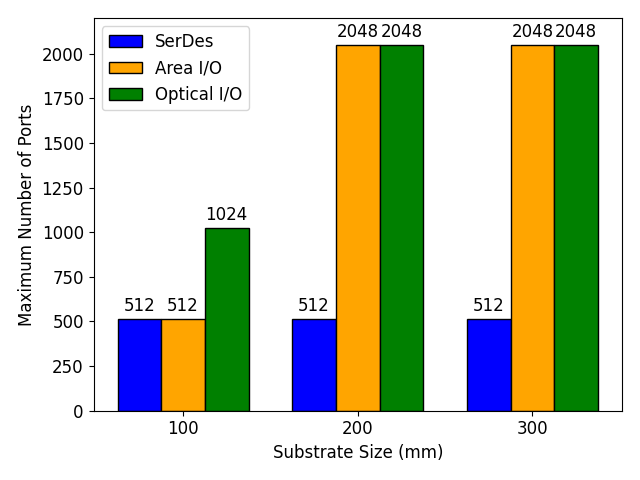 SerDes
Area I/O
Optical I/O
Maximum Number of Ports
2000
1750
1500
1250
1000
750
500
250
0
512 512 1024
512 2048 2048
512 2048 2048
100 200 300
Substrate Size (mm)